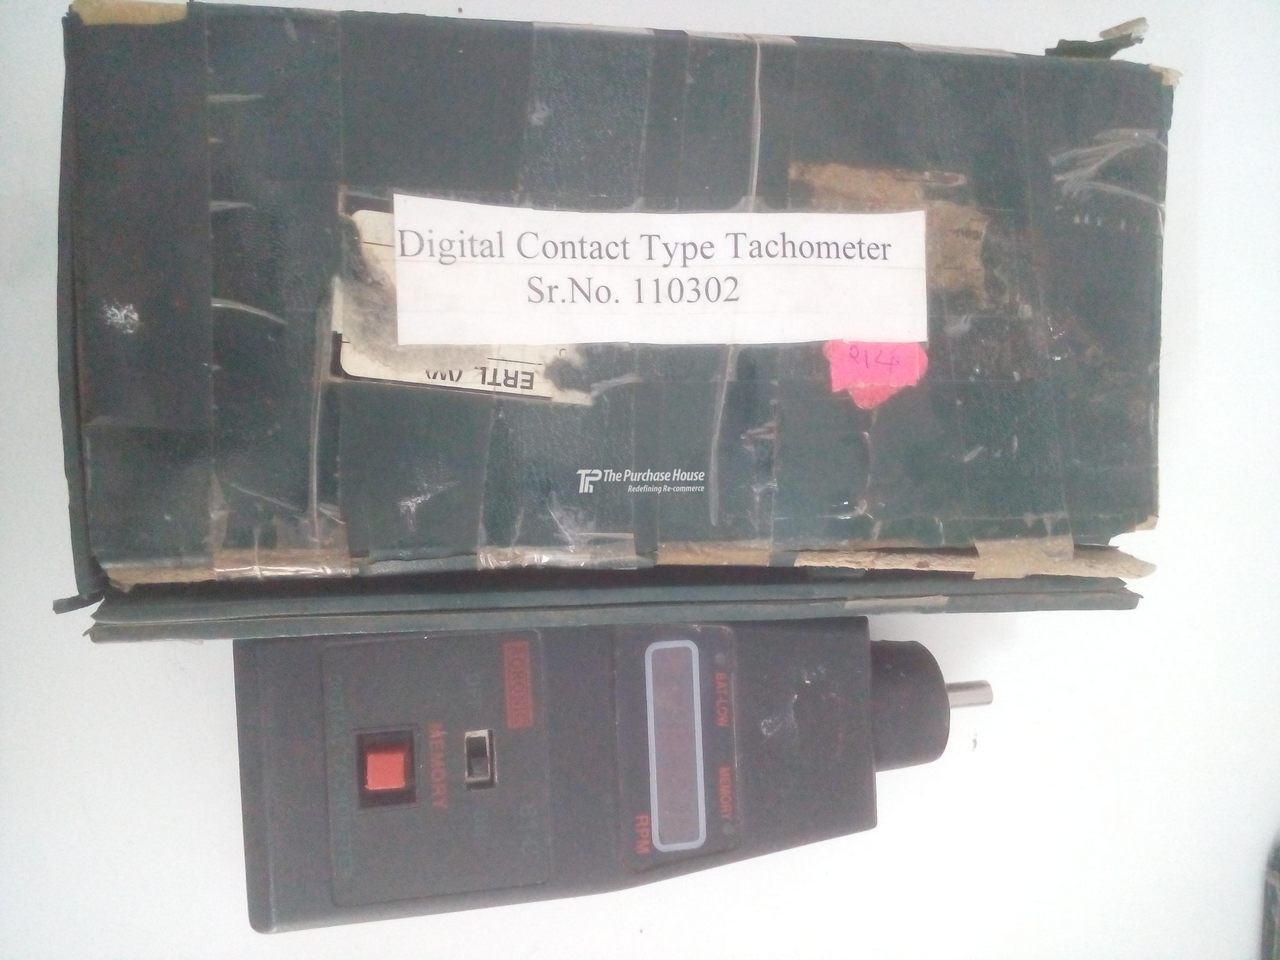 Digital Contact Type Tachometer
Sr.No. 110302
ERTL (W)
TP The Purchase House
Redefining Re-commerce
BAT-LOW
MEMORY
RPM
MEMORY